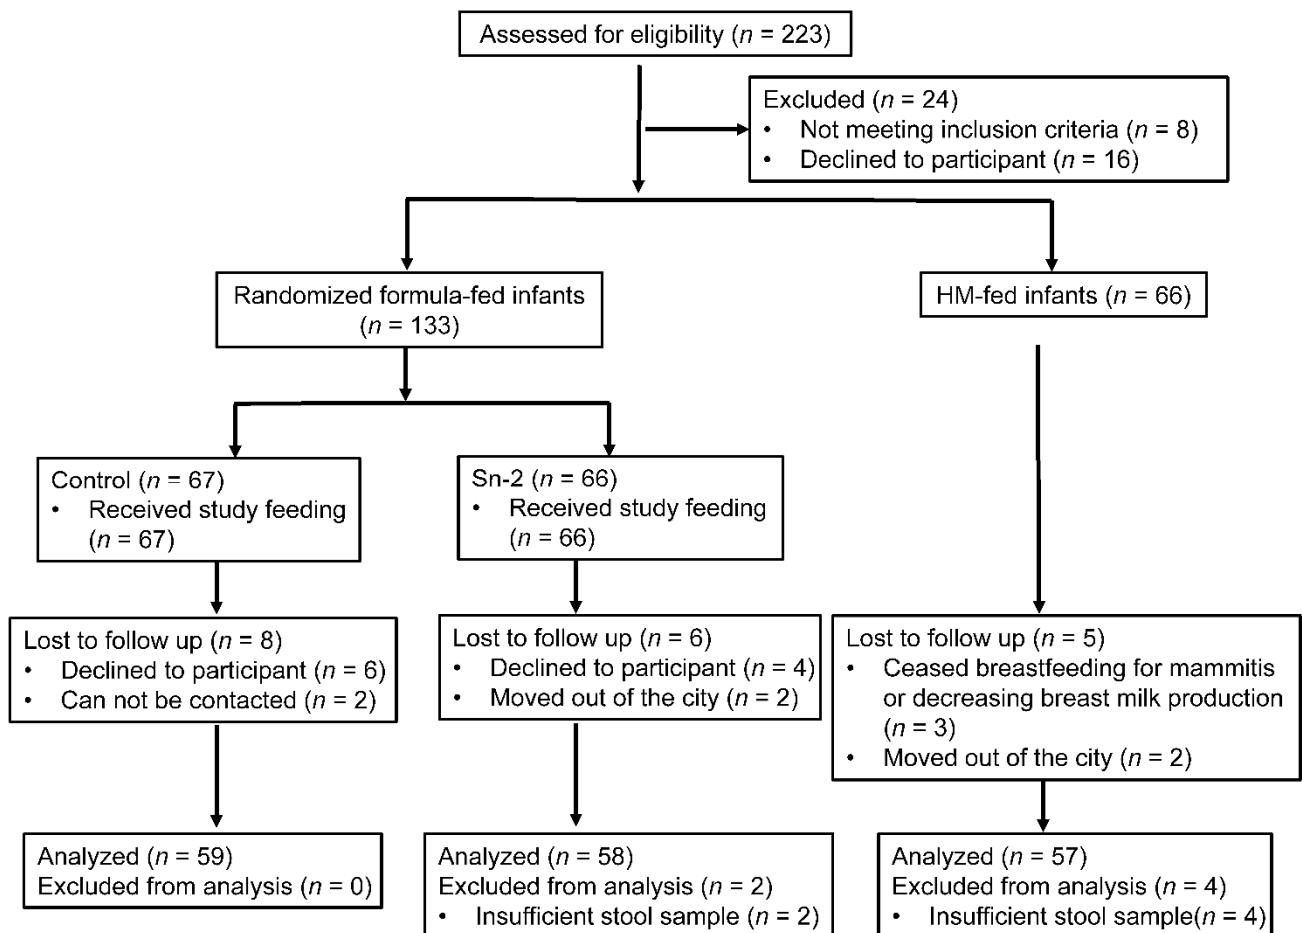 Assessed for eligibility (n = 223)
Excluded (n = 24)
• Not meeting inclusion criteria (n = 8)
• Declined to participant (n = 16)
Randomized formula-fed infants
(n = 133)
HM-fed infants (n = 66)
Control (n = 67)
• Received study feeding
(n = 67)
Sn-2 (n = 66)
• Received study feeding
(n = 66)
Lost to follow up (n = 8)
• Declined to participant (n = 6)
• Can not be contacted (n = 2)
Lost to follow up (n = 6)
• Declined to participant (n = 4)
• Moved out of the city (n = 2)
Lost to follow up (n = 5)
• Ceased breastfeeding for mammitis
or decreasing breast milk production
(n = 3)
• Moved out of the city (n = 2)
Analyzed (n = 59)
Excluded from analysis (n = 0)
Analyzed (n = 58)
Excluded from analysis (n = 2)
• Insufficient stool sample (n = 2)
Analyzed (n = 57)
Excluded from analysis (n = 4)
• Insufficient stool sample(n = 4)